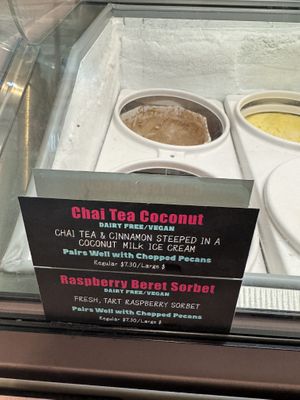 Chai Tea Coconut
DAIRY FREE/VEGAN
CHAI TEA & CINNAMON STEEPED IN A
COCONUT MILK ICE CREAM
Pairs Well with Chopped Pecans
Regular $7.30/Large $
Raspberry Beret Sorbet
DAIRY FREE/VEGAN
FRESH, TART RASPBERRY SORBET
Pairs Well with Chopped Pecans
Regular $7.30/Large $